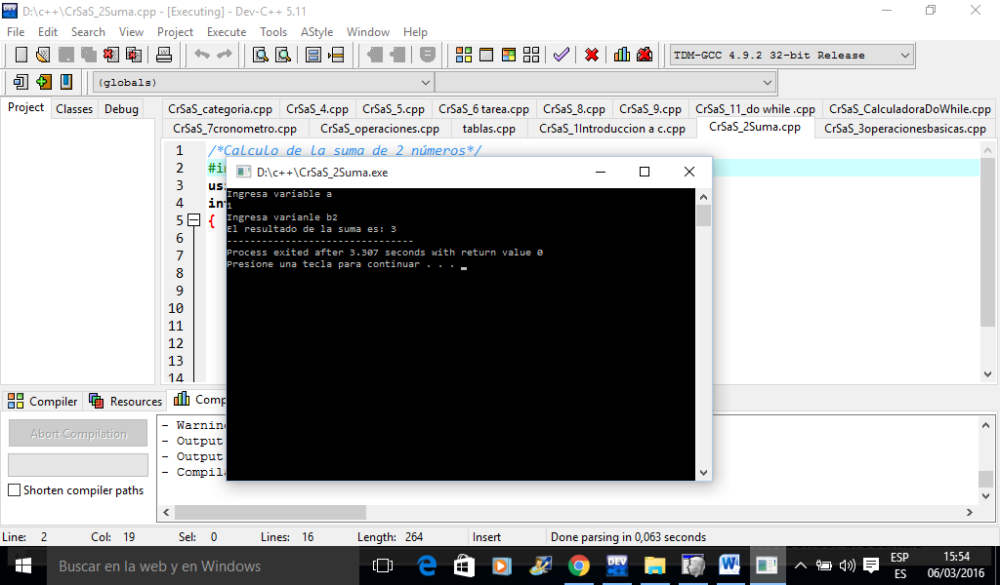 D:\c++\CrSaS_2Suma.cpp - [Executing] - Dev-C++ 5.11
File Edit Search View Project Execute Tools AStyle Window Help
TDM-GCC 4.9.2 32-bit Release
(globals)
Project Classes Debug
CrSaS_categoria.cpp CrSaS_4.cpp CrSaS_5.cpp CrSaS_6 tarea.cpp CrSaS_8.cpp CrSaS_9.cpp CrSaS_11_do while .cpp CrSaS_CalculadoraDoWhile.cpp
CrSaS_7cronometro.cpp CrSaS_operaciones.cpp tablas.cpp CrSaS_1Introduccion a c.cpp CrSaS_2Suma.cpp CrSaS_3operacionesbasicas.cpp
1 /*Calculo de la suma de 2 números*/
2 #in
3 us
4 in
5 {
6
7
8
9
10
11
12
13
14
D:\c++\CrSaS_2Suma.exe
Ingresa variable a
1
Ingresa varianle b2
El resultado de la suma es: 3
--------------------------------
Process exited after 3.307 seconds with return value 0
Presione una tecla para continuar . . .
Compiler Resources Comp
Abort Compilation
Shorten compiler paths
- Warnin
- Output
- Output
- Compila
Line: 2 Col: 19 Sel: 0 Lines: 16 Length: 264 Insert Done parsing in 0,063 seconds
Buscar en la web y en Windows
DEV
ESP
ES
15:54
06/03/2016